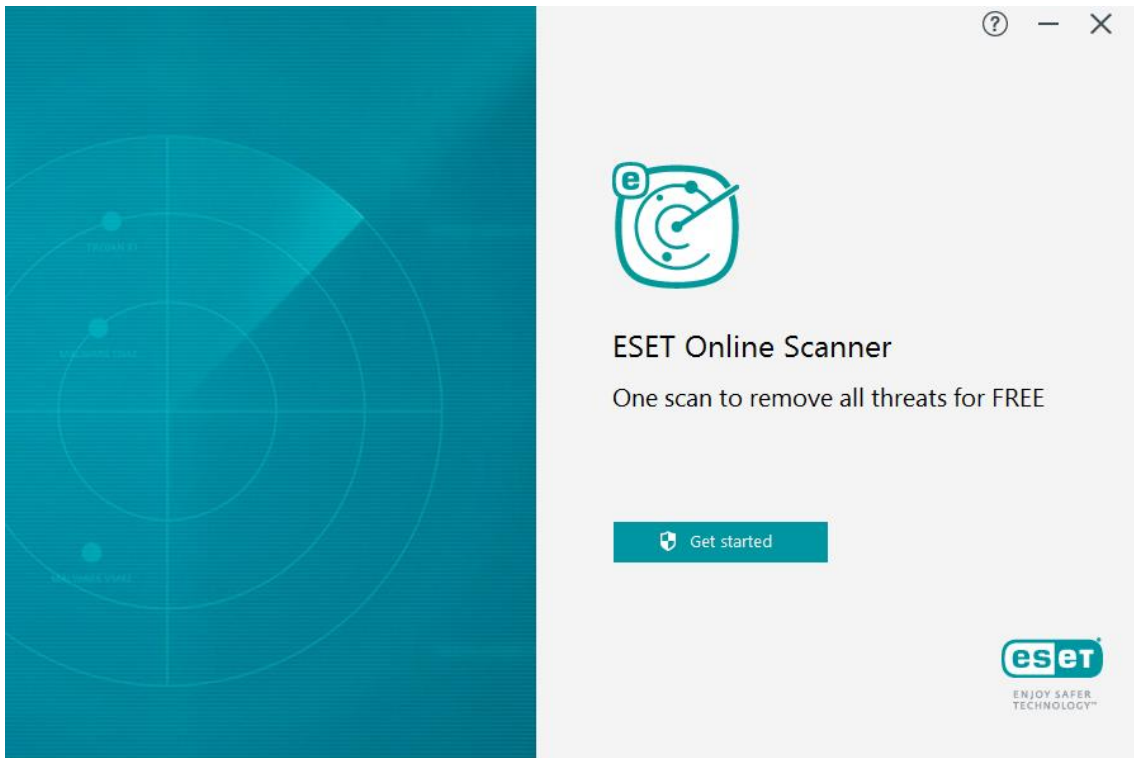 ?
e
ESET Online Scanner
One scan to remove all threats for FREE
Get started
eset
ENJOY SAFER
TECHNOLOGY™